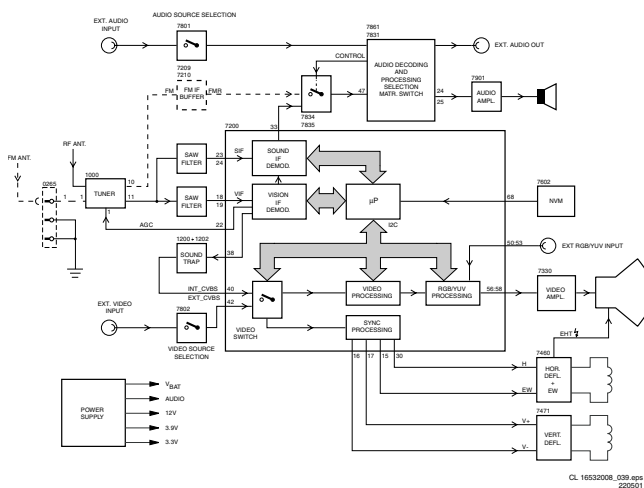 AUDIO SOURCE SELECTION
EXT. AUDIO
INPUT
7801
7861
7831
EXT. AUDIO OUT
CONTROL
AUDIO DECODING
AND
PROCESSING
SELECTION
MATR. SWITCH
7209
7210
FM
FM IF
BUFFER
FMR
47
24
25
7901
AUDIO
AMPL.
7834
7835
33
7200
RF ANT.
FM ANT.
0265
1
1
1000
TUNER
10
11
1
SAW
FILTER
23
24
SIF
SOUND
IF
DEMOD.
SAW
FILTER
18
19
VIF
VISION
IF
DEMOD.
µP
I2C
68
7602
NVM
AGC
22
1200 + 1202
SOUND
TRAP
38
50:53
EXT RGB/YUV INPUT
INT_CVBS
40
EXT_CVBS
42
VIDEO
PROCESSING
RGB/YUV
PROCESSING
56:58
7330
VIDEO
AMPL.
EXT. VIDEO
INPUT
7802
VIDEO SOURCE
SELECTION
VIDEO
SWITCH
SYNC
PROCESSING
16
17
15
30
EHT
H
EW
7460
HOR.
DEFL.
+
EW
V+
V-
7471
VERT.
DEFL.
POWER
SUPPLY
VBAT
AUDIO
12V
3.9V
3.3V
CL 16532008_039.eps
220501